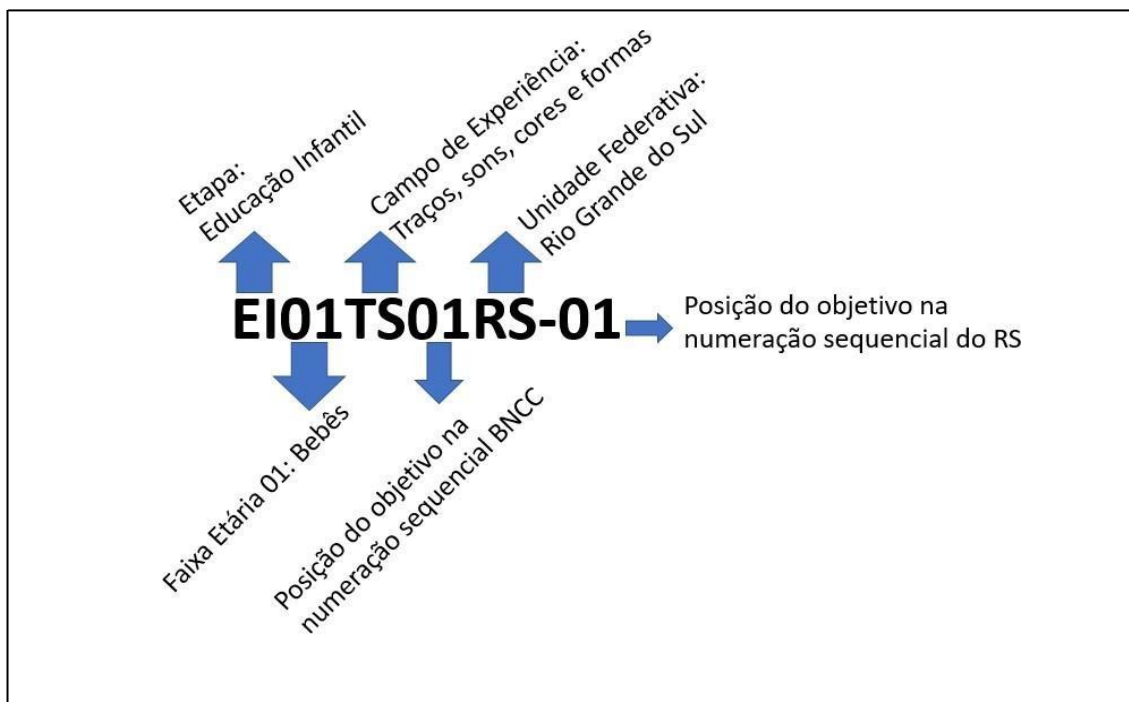 Etapa:
Educação Infantil
Campo de Experiência:
Traços, sons, cores e formas
Unidade Federativa:
Rio Grande do Sul
EI01TS01RS-01
Posição do objetivo na
numeração sequencial do RS
Faixa Etária 01: Bebês
Posição do objetivo na
numeração sequencial BNCC